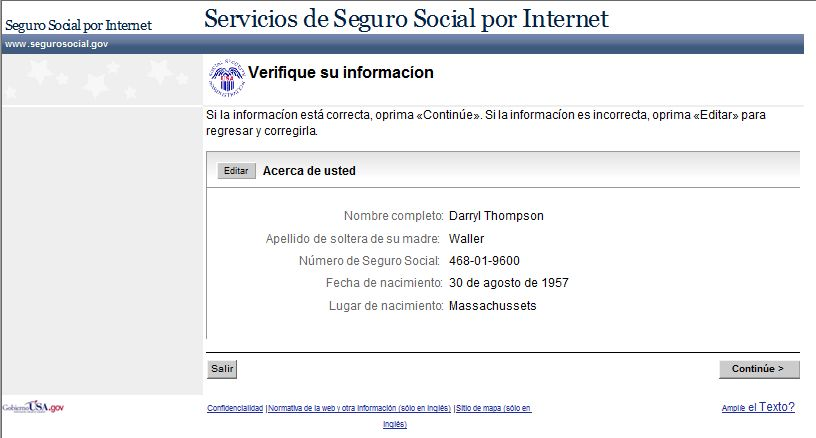 Seguro Social por Internet
Servicios de Seguro Social por Internet
www.segurosocial.gov
SOCIAL SECURITY ADMINISTRATION
USA
Verifique su informacíon
Si la informacíon está correcta, oprima «Continúe». Si la informacíon es incorrecta, oprima «Editar» para
regresar y corregirla.
Editar Acerca de usted
Nombre completo: Darryl Thompson
Apellido de soltera de su madre: Waller
Número de Seguro Social: 468-01-9600
Fecha de nacimiento: 30 de agosto de 1957
Lugar de nacimiento: Massachussets
Salir
Continúe >
GobiernoUSA.gov
Confidencialidad |Normativa de la web y otra información (sólo en inglés) |Sitio de mapa (sólo en
inglés)
Amplíe el Texto?